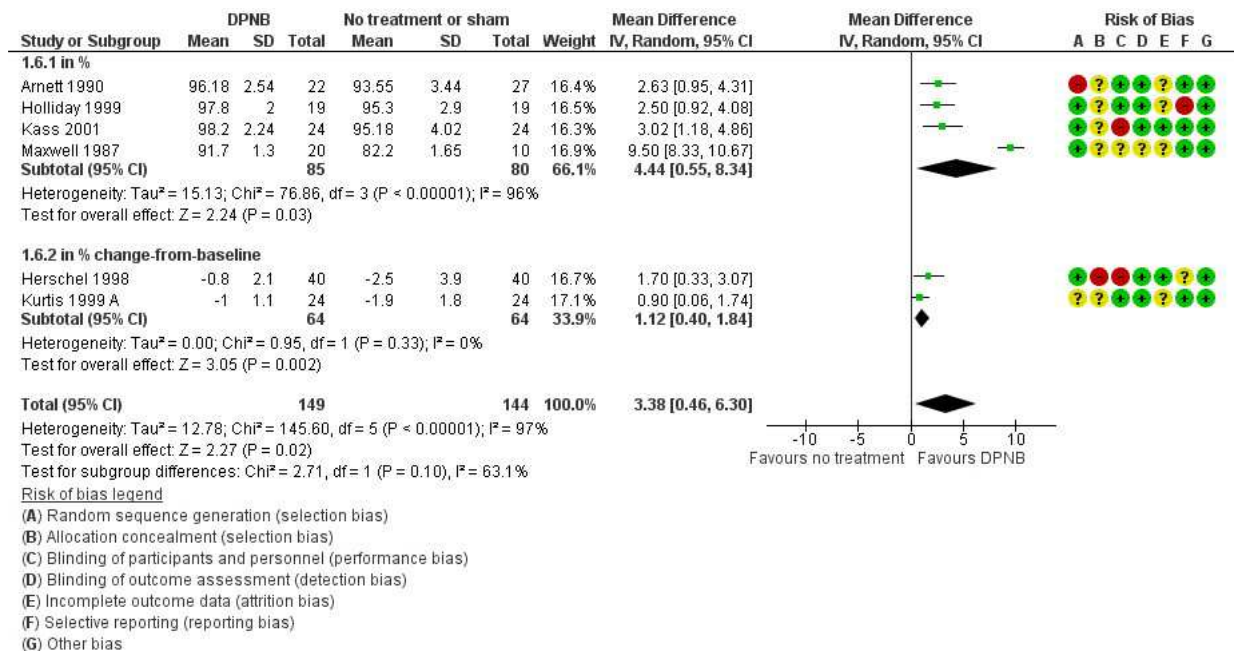 DPNB No treatment or sham Mean Difference Mean Difference Risk of Bias
Study or Subgroup Mean SD Total Mean SD Total Weight IV, Random, 95% CI IV, Random, 95% CI A B C D E F G
1.6.1 in %
Arnett 1990 96.18 2.54 22 93.55 3.44 27 16.4% 2.63 [0.95, 4.31] - ? + + ? + +
Holliday 1999 97.8 2 19 95.3 2.9 19 16.5% 2.50 [0.92, 4.08] + ? + + ? - +
Kass 2001 98.2 2.24 24 95.18 4.02 24 16.3% 3.02 [1.18, 4.86] + ? - + + + +
Maxwell 1987 91.7 1.3 20 82.2 1.65 10 16.9% 9.50 [8.33, 10.67] + ? ? ? ? + +
Subtotal (95% CI) 85 80 66.1% 4.44 [0.55, 8.34]
Heterogeneity: Tau² = 15.13; Chi² = 76.86, df = 3 (P < 0.00001); I² = 96%
Test for overall effect: Z = 2.24 (P = 0.03)
1.6.2 in % change-from-baseline
Herschel 1998 -0.8 2.1 40 -2.5 3.9 40 16.7% 1.70 [0.33, 3.07] + - - + + ? +
Kurtis 1999 A -1 1.1 24 -1.9 1.8 24 17.1% 0.90 [0.06, 1.74] ? ? + + ? + +
Subtotal (95% CI) 64 64 33.9% 1.12 [0.40, 1.84]
Heterogeneity: Tau² = 0.00; Chi² = 0.95, df = 1 (P = 0.33); I² = 0%
Test for overall effect: Z = 3.05 (P = 0.002)
Total (95% CI) 149 144 100.0% 3.38 [0.46, 6.30]
Heterogeneity: Tau² = 12.78; Chi² = 145.60, df = 5 (P < 0.00001); I² = 97%
Test for overall effect: Z = 2.27 (P = 0.02)
Test for subgroup differences: Chi² = 2.71, df = 1 (P = 0.10), I² = 63.1%
-10 -5 0 5 10
Favours no treatment Favours DPNB
Risk of bias legend
(A) Random sequence generation (selection bias)
(B) Allocation concealment (selection bias)
(C) Blinding of participants and personnel (performance bias)
(D) Blinding of outcome assessment (detection bias)
(E) Incomplete outcome data (attrition bias)
(F) Selective reporting (reporting bias)
(G) Other bias